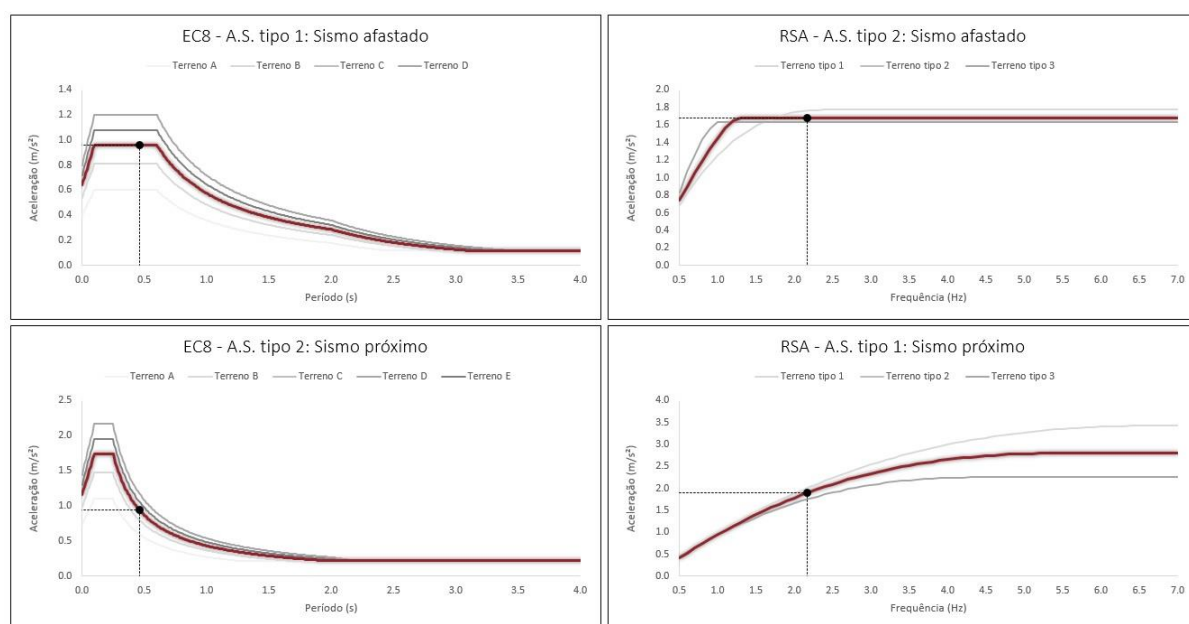 EC8 - A.S. tipo 1: Sismo afastado
Terreno A Terreno B Terreno C Terreno D
Aceleração (m/s²)
1.4
1.2
1.0
0.8
0.6
0.4
0.2
0.0
0.0 0.5 1.0 1.5 2.0 2.5 3.0 3.5 4.0
Período (s)
RSA - A.S. tipo 2: Sismo afastado
Terreno tipo 1 Terreno tipo 2 Terreno tipo 3
Aceleração (m/s²)
2.0
1.8
1.6
1.4
1.2
1.0
0.8
0.6
0.4
0.2
0.0
0.5 1.0 1.5 2.0 2.5 3.0 3.5 4.0 4.5 5.0 5.5 6.0 6.5 7.0
Frequência (Hz)
EC8 - A.S. tipo 2: Sismo próximo
Terreno A Terreno B Terreno C Terreno D Terreno E
Aceleração (m/s²)
2.5
2.0
1.5
1.0
0.5
0.0
0.0 0.5 1.0 1.5 2.0 2.5 3.0 3.5 4.0
Período (s)
RSA - A.S. tipo 1: Sismo próximo
Terreno tipo 1 Terreno tipo 2 Terreno tipo 3
Aceleração (m/s²)
4.0
3.5
3.0
2.5
2.0
1.5
1.0
0.5
0.0
0.5 1.0 1.5 2.0 2.5 3.0 3.5 4.0 4.5 5.0 5.5 6.0 6.5 7.0
Frequência (Hz)